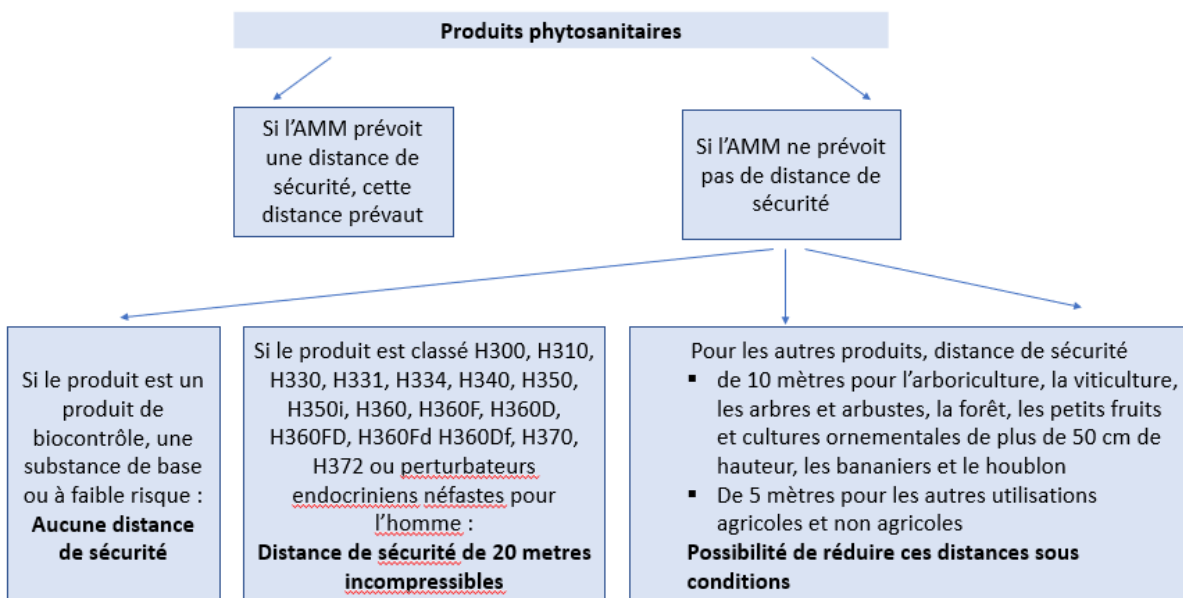 Produits phytosanitaires
Si l'AMM prévoit
une distance de
sécurité, cette
distance prévaut
Si l'AMM ne prévoit
pas de distance de
sécurité
Si le produit est un
produit de
biocontrôle, une
substance de base
ou à faible risque :
Aucune distance
de sécurité
Si le produit est classé H300, H310,
H330, H331, H334, H340, H350,
H350i, H360, H360F, H360D,
H360FD, H360Fd H360Df, H370,
H372 ou perturbateurs
endocriniens néfastes pour
l'homme :
Distance de sécurité de 20 metres
incompressibles
Pour les autres produits, distance de sécurité
▪ de 10 mètres pour l'arboriculture, la viticulture,
les arbres et arbustes, la forêt, les petits fruits
et cultures ornementales de plus de 50 cm de
hauteur, les bananiers et le houblon
▪ De 5 mètres pour les autres utilisations
agricoles et non agricoles
Possibilité de réduire ces distances sous
conditions